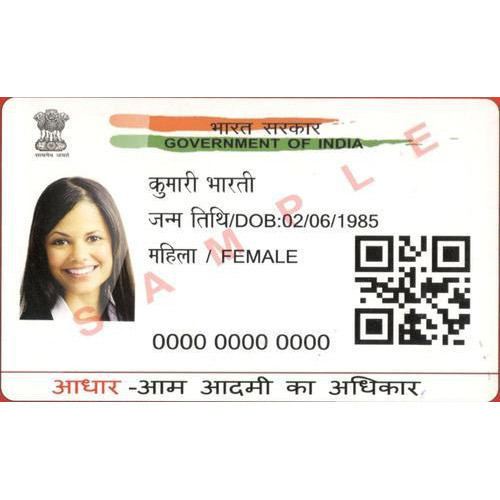 भारत सरकार
GOVERNMENT OF INDIA
कुमारी भारती
जन्म तिथि/DOB:02/06/1985
महिला / FEMALE
SAMPLE
0000 0000 0000
सत्यमेव जयते
आधार -आम आदमी का अधिकार